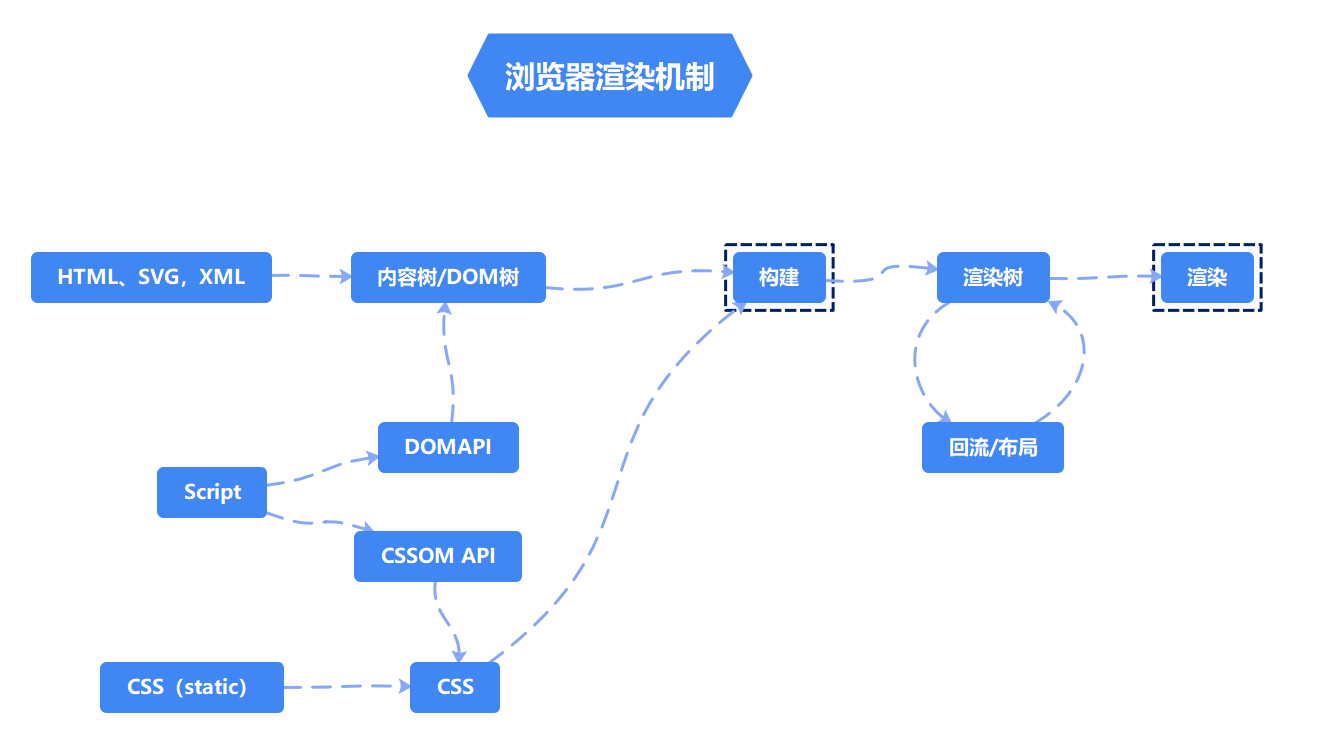 浏览器渲染机制
HTML、SVG，XML
内容树/DOM树
构建
渲染树
渲染
DOMAPI
回流/布局
Script
CSSOM API
CSS（static）
CSS